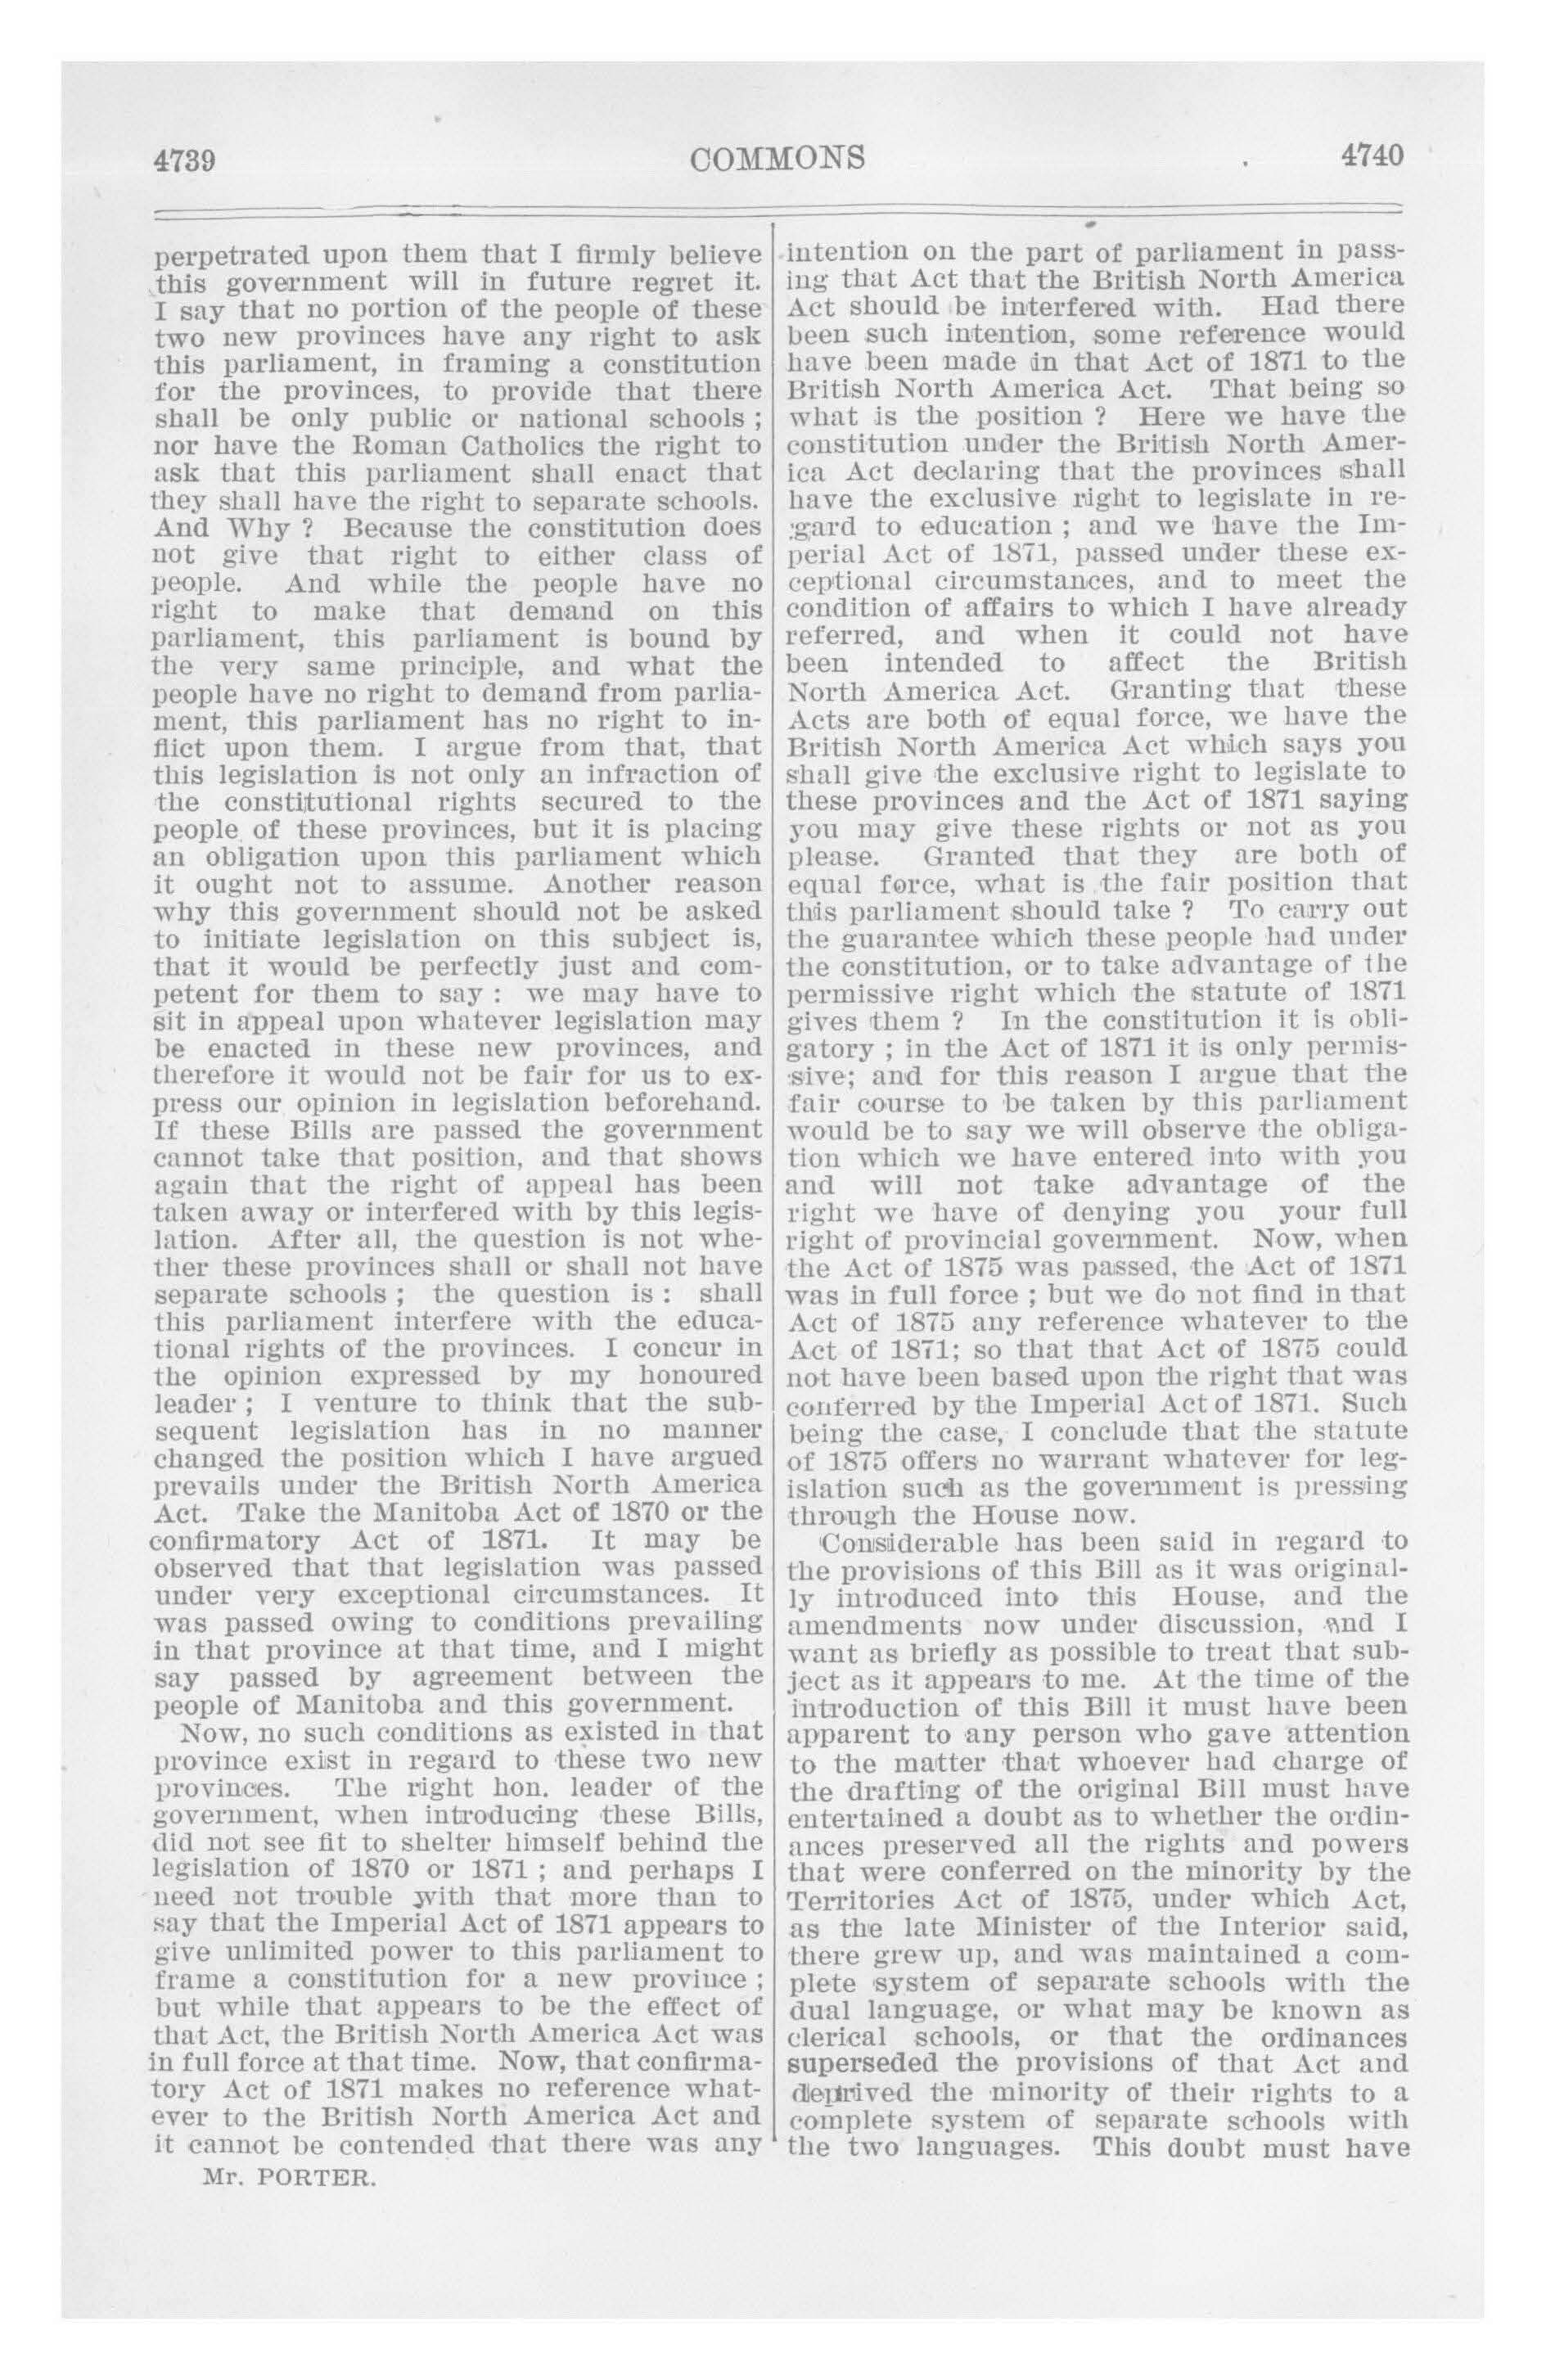 4739
COMMONS
4740
perpetrated upon them that I firmly believe
this government will in future regret it.
I say that no portion of the people of these
two new provinces have any right to ask
this parliament, in framing a constitution
for the provinces, to provide that there
shall be only public or national schools ;
nor have the Roman Catholics the right to
ask that this parliament shall enact that
they shall have the right to separate schools.
And Why ? Because the constitution does
not give that right to either class of
people. And while the people have no
right to make that demand on this
parliament, this parliament is bound by
the very same principle, and what the
people have no right to demand from parlia-
ment, this parliament has no right to in-
flict upon them. I argue from that, that
this legislation is not only an infraction of
the constitutional rights secured to the
people of these provinces, but it is placing
an obligation upon this parliament which
it ought not to assume. Another reason
why this government should not be asked
to initiate legislation on this subject is,
that it would be perfectly just and com-
petent for them to say : we may have to
sit in appeal upon whatever legislation may
be enacted in these new provinces, and
therefore it would not be fair for us to ex-
press our opinion in legislation beforehand.
If these Bills are passed the government
cannot take that position, and that shows
again that the right of appeal has been
taken away or interfered with by this legis-
lation. After all, the question is not whe-
ther these provinces shall or shall not have
separate schools ; the question is : shall
this parliament interfere with the educa-
tional rights of the provinces. I concur in
the opinion expressed by my honoured
leader ; I venture to think that the sub-
sequent legislation has in no manner
changed the position which I have argued
prevails under the British North America
Act. Take the Manitoba Act of 1870 or the
confirmatory Act of 1871. It may be
observed that that legislation was passed
under very exceptional circumstances. It
was passed owing to conditions prevailing
in that province at that time, and I might
say passed by agreement between the
people of Manitoba and this government.
Now, no such conditions as existed in that
province exist in regard to these two new
provinces. The right hon. leader of the
government, when introducing these Bills,
did not see fit to shelter himself behind the
legislation of 1870 or 1871 ; and perhaps I
need not trouble with that more than to
say that the Imperial Act of 1871 appears to
give unlimited power to this parliament to
frame a constitution for a new province ;
but while that appears to be the effect of
that Act, the British North America Act was
in full force at that time. Now, that confirma-
tory Act of 1871 makes no reference what-
ever to the British North America Act and
it cannot be contended that there was any
Mr. PORTER.
intention on the part of parliament in pass-
ing that Act that the British North America
Act should be interfered with. Had there
been such intention, some reference would
have been made in that Act of 1871 to the
British North America Act. That being so
what is the position ? Here we have the
constitution under the British North Amer-
ica Act declaring that the provinces shall
have the exclusive right to legislate in re-
gard to education ; and we have the Im-
perial Act of 1871, passed under these ex-
ceptional circumstances, and to meet the
condition of affairs to which I have already
referred, and when it could not have
been intended to affect the British
North America Act. Granting that these
Acts are both of equal force, we have the
British North America Act which says you
shall give the exclusive right to legislate to
these provinces and the Act of 1871 saying
you may give these rights or not as you
please. Granted that they are both of
equal force, what is the fair position that
this parliament should take ? To carry out
the guarantee which these people had under
the constitution, or to take advantage of the
permissive right which the statute of 1871
gives them ? In the constitution it is obli-
gatory ; in the Act of 1871 it is only permis-
sive; and for this reason I argue that the
fair course to be taken by this parliament
would be to say we will observe the obliga-
tion which we have entered into with you
and will not take advantage of the
right we have of denying you your full
right of provincial government. Now, when
the Act of 1875 was passed, the Act of 1871
was in full force ; but we do not find in that
Act of 1875 any reference whatever to the
Act of 1871; so that that Act of 1875 could
not have been based upon the right that was
conferred by the Imperial Act of 1871. Such
being the case, I conclude that the statute
of 1875 offers no warrant whatever for leg-
islation such as the government is pressing
through the House now.
Considerable has been said in regard to
the provisions of this Bill as it was original-
ly introduced into this House, and the
amendments now under discussion, and I
want as briefly as possible to treat that sub-
ject as it appears to me. At the time of the
introduction of this Bill it must have been
apparent to any person who gave attention
to the matter that whoever had charge of
the drafting of the original Bill must have
entertained a doubt as to whether the ordin-
ances preserved all the rights and powers
that were conferred on the minority by the
Territories Act of 1875, under which Act,
as the late Minister of the Interior said,
there grew up, and was maintained a com-
plete system of separate schools with the
dual language, or what may be known as
clerical schools, or that the ordinances
superseded the provisions of that Act and
deprived the minority of their rights to a
complete system of separate schools with
the two languages. This doubt must have